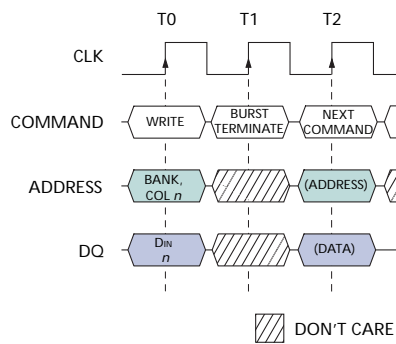 T0 T1 T2
CLK
COMMAND WRITE BURST TERMINATE NEXT COMMAND
ADDRESS BANK, COL n (ADDRESS)
DQ DIN n (DATA)
DON'T CARE